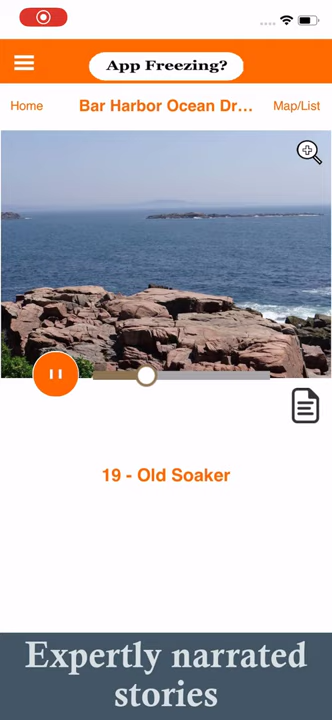 App Freezing?
Home
Bar Harbor Ocean Dr...
Map/List
19 - Old Soaker
Expertly narrated
stories